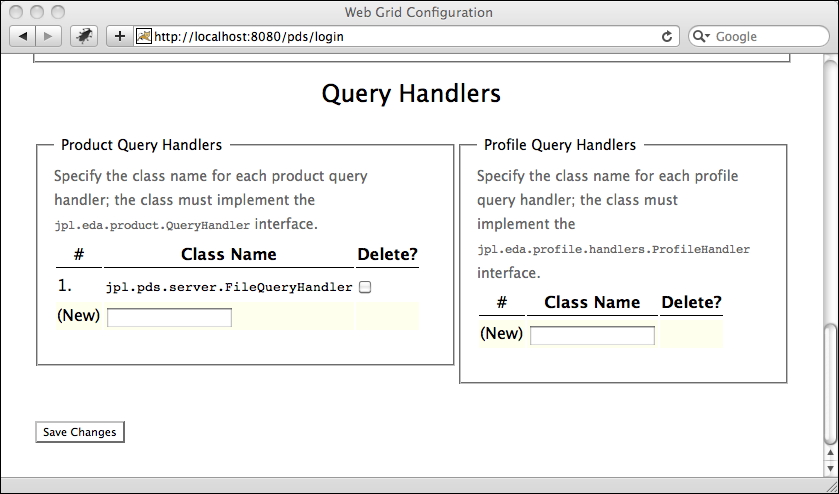 Web Grid Configuration
http://localhost:8080/pds/login
Google
Query Handlers
Product Query Handlers
Specify the class name for each product query
handler; the class must implement the
jpl.eda.product.QueryHandler interface.
# Class Name Delete?
1. jpl.pds.server.FileQueryHandler
(New)
Profile Query Handlers
Specify the class name for each profile
query handler; the class must
implement the
jpl.eda.profile.handlers.ProfileHandler
interface.
# Class Name Delete?
(New)
Save Changes